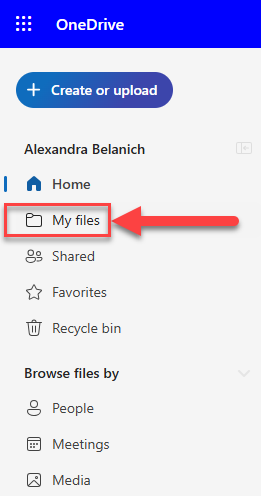 OneDrive
+ Create or upload
Alexandra Belanich
Home
My files
Shared
Favorites
Recycle bin
Browse files by
People
Meetings
Media